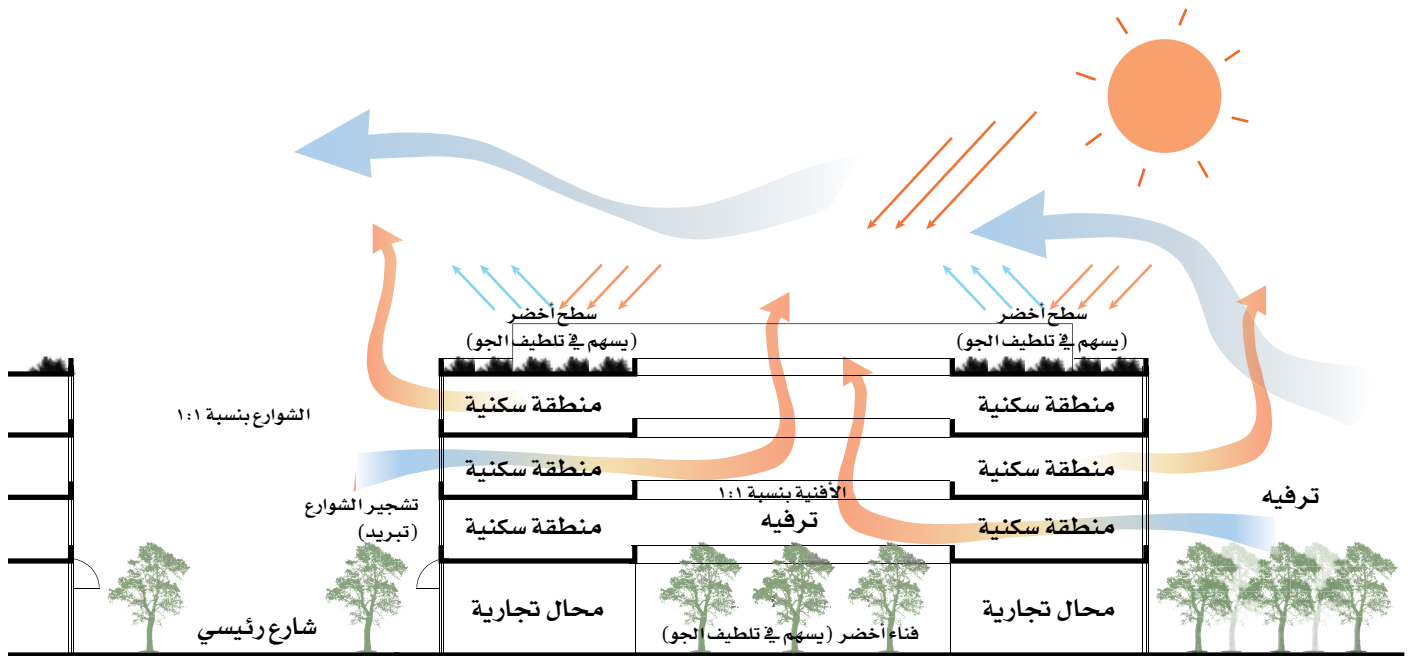 سطح أخضر
(يسهم في تلطيف الجو)
سطح أخضر
(يسهم في تلطيف الجو)
منطقة سكنية
منطقة سكنية
الشوارع بنسبة ١:١
منطقة سكنية
منطقة سكنية
الأفنية بنسبة ١:١
ترفيه
ترفيه
تشجير الشوارع
(تبريد)
منطقة سكنية
منطقة سكنية
محال تجارية
محال تجارية
فناء أخضر (يسهم في تلطيف الجو)
شارع رئيسي